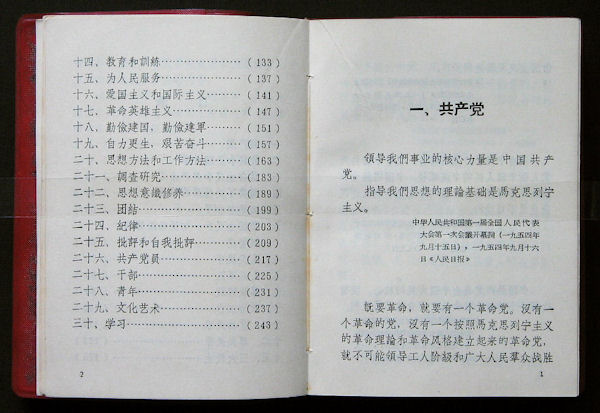 十四、教育和訓練………………(133)
十五、为人民服务………………(137)
十六、爱国主义和国际主义………(141)
十七、革命英雄主义………………(147)
十八、勤儉建国，勤儉建軍………(151)
十九、自力更生，艰苦奋斗………(157)
二十、思想方法和工作方法………(163)
二十一、調查研究………………(183)
二十二、思想意識修养……………(189)
二十三、团結……………………(199)
二十四、紀律……………………(203)
二十五、批評和自我批評…………(209)
二十六、共产党員………………(217)
二十七、干部……………………(225)
二十八、青年……………………(231)
二十九、文化艺术………………(237)
三十、学习………………………(243)
2
一、共产党
領导我們事业的核心力量是中国共产
党。
指导我們思想的理論基础是馬克思列宁
主义。
中华人民共和国第一届全国人民代表
大会第一次会議开幕詞（一九五四年
九月十五日），一九五四年九月十六
日《人民日报》
既要革命，就要有一个革命党。沒有一
个革命的党，沒有一个按照馬克思列宁主义
的革命理論和革命风格建立起来的革命党，
就不可能領导工人阶級和广大人民群众战胜
1